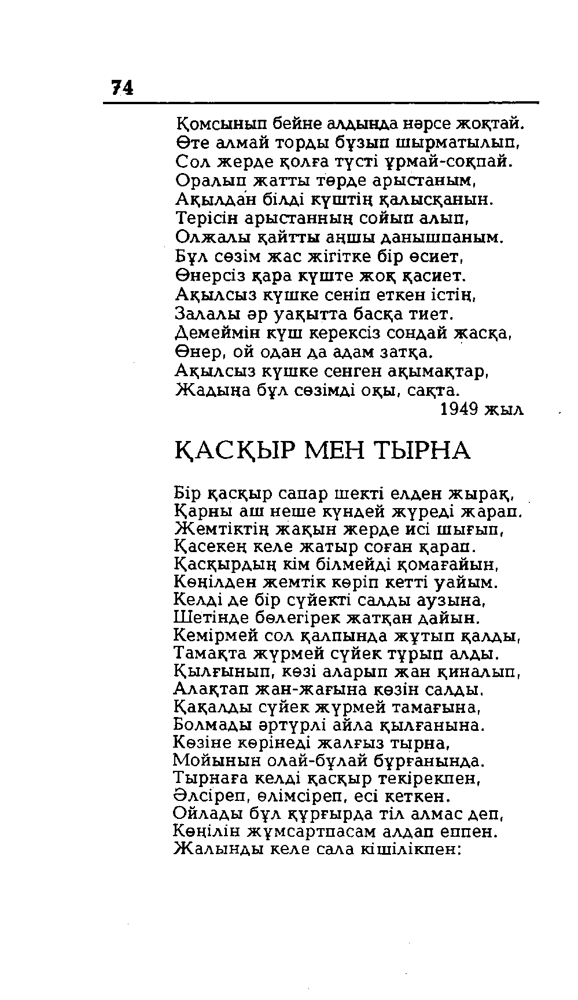 74
Қомсынып бейне алдында нәрсе жоқтай.
Өте алмай торды бұзып шырматылып,
Сол жерде қолға түсті ұрмай-соқпай.
Оралып жатты төрде арыстаным,
Ақылдан білді күштің қалысқанын.
Терісін арыстанның сойып алып,
Олжалы қайтты аңшы данышпаным.
Бұл сөзім жас жігітке бір өсиет,
Өнерсіз қара күште жоқ қасиет.
Ақылсыз күшке сеніп еткен істің,
Залалы әр уақытта басқа тиет.
Демеймін күш керексіз сондай жасқа,
Өнер, ой одан да адам затқа.
Ақылсыз күшке сенген ақымақтар,
Жадыңа бұл сөзімді оқы, сақта.
1949 жыл
ҚАСҚЫР МЕН ТЫРНА
Бір қасқыр сапар шекті елден жырақ,
Қарны аш неше күндей жүреді жарап.
Жемтіктің жақын жерде исі шығып,
Қасекең келе жатыр соған қарап.
Қасқырдың кім білмейді қомағайын,
Көңілден жемтік көріп кетті уайым.
Келді де бір сүйекті салды аузына,
Шетінде бөлегірек жатқан дайын.
Кемірмей сол қалпында жұтып қалды,
Тамақта жүрмей сүйек тұрып алды.
Қылғынып, көзі аларып жан қиналып,
Алақтап жан-жағына көзін салды.
Қақалды сүйек жүрмей тамағына,
Болмады әртүрлі айла қылғанына.
Көзіне көрінеді жалғыз тырна,
Мойынын олай-бұлай бұрғанында.
Тырнаға келді қасқыр текірекпен,
Әлсіреп, өлімсіреп, есі кеткен.
Ойлады бұл құрғырда тіл алмас деп,
Көңілін жұмсартпасам алдап еппен.
Жалынды келе сала кішілікпен: